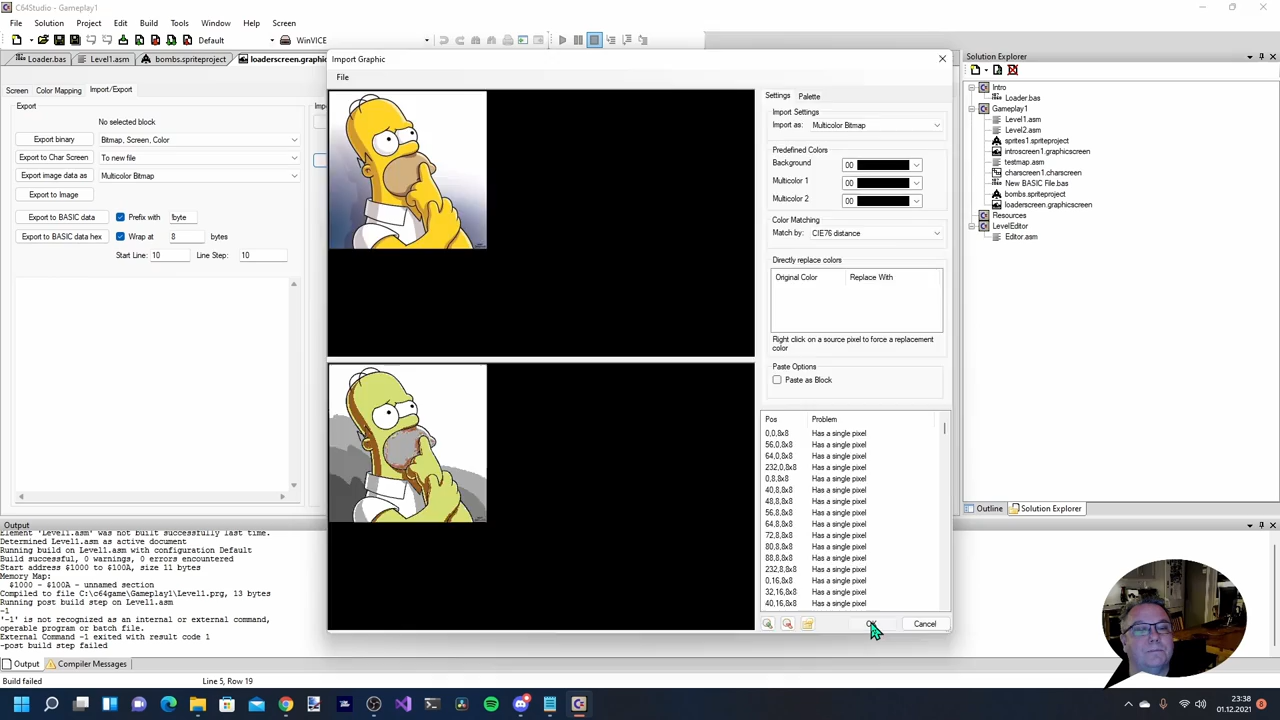 C64Studio - Gameplay1
File Solution Project Edit Build Tools Window Help Screen
Default WinVICE
Loader.bas Level1.asm bombs.spriteproject loaderscreen.graphic
Screen Color Mapping Import/Export
Export
No selected block
Export binary Bitmap, Screen, Color
Export to Char Screen To new file
Export image data as Multicolor Bitmap
Export to Image
Export to BASIC data Prefix with !byte
Export to BASIC data hex Wrap at 8 bytes
Start Line: 10 Line Step: 10
Import Graphic
File
Settings Palette
Import Settings
Import as: Multicolor Bitmap
Predefined Colors
Background 00
Multicolor 1 00
Multicolor 2 00
Color Matching
Match by: CIE76 distance
Directly replace colors
Original Color Replace With
Right click on a source pixel to force a replacement
color
Paste Options
Paste as Block
Pos Problem
0,0,8x8 Has a single pixel
56,0,8x8 Has a single pixel
64,0,8x8 Has a single pixel
232,0,8x8 Has a single pixel
0,8,8x8 Has a single pixel
40,8,8x8 Has a single pixel
48,8,8x8 Has a single pixel
56,8,8x8 Has a single pixel
64,8,8x8 Has a single pixel
72,8,8x8 Has a single pixel
80,8,8x8 Has a single pixel
88,8,8x8 Has a single pixel
232,8,8x8 Has a single pixel
0,16,8x8 Has a single pixel
32,16,8x8 Has a single pixel
40,16,8x8 Has a single pixel
OK Cancel
Solution Explorer
Intro
Loader.bas
Gameplay1
Level1.asm
Level2.asm
sprites1.spriteproject
introscreen1.graphicscreen
testmap.asm
charscreen1.charscreen
New BASIC File.bas
bombs.spriteproject
loaderscreen.graphicscreen
Resources
LevelEditor
Editor.asm
Outline Solution Explorer
Output
Element 'Level1.asm' was not built successfully last time.
Determined Level1.asm as active document
Running build on Level1.asm with configuration Default
Build successful, 0 warnings, 0 errors encountered
Start address $1000 to $100A, size 11 bytes
Memory Map:
$1000 - $100A - unnamed section
Compiled to file C:\c64game\Gameplay1\Level1.prg, 13 bytes
Running post build step on Level1.asm
-1
'-1' is not recognized as an internal or external command,
operable program or batch file.
External Command -1 exited with result code 1
-post build step failed
Output Compiler Messages
Build failed Line 5, Row 19
23:38
01.12.2021